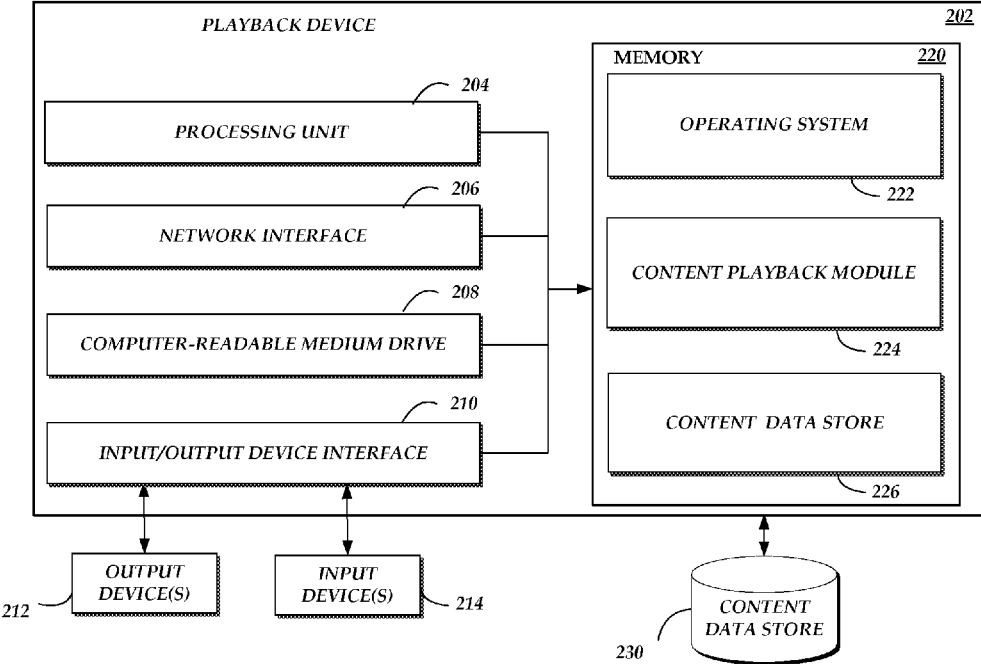 PLAYBACK DEVICE
202
204
PROCESSING UNIT
206
NETWORK INTERFACE
208
COMPUTER-READABLE MEDIUM DRIVE
210
INPUT/OUTPUT DEVICE INTERFACE
MEMORY
220
OPERATING SYSTEM
222
CONTENT PLAYBACK MODULE
224
CONTENT DATA STORE
226
OUTPUT
DEVICE(S)
212
INPUT
DEVICE(S)
214
CONTENT
DATA STORE
230